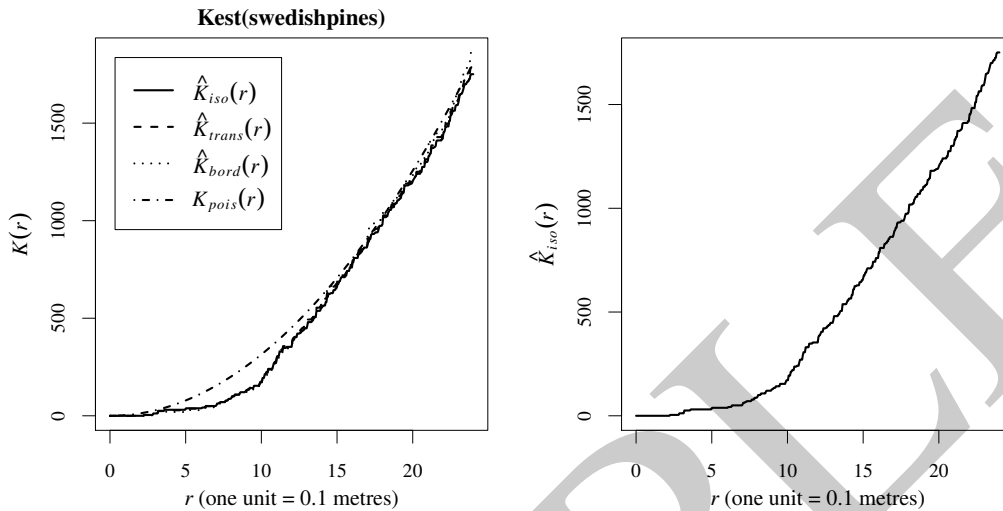 Kest(swedishpines)
K̂iso(r)
K̂trans(r)
K̂bord(r)
Kpois(r)
K(r)
0 500 1000 1500
0 5 10 15 20
r (one unit = 0.1 metres)
K̂iso(r)
0 500 1000 1500
0 5 10 15 20
r (one unit = 0.1 metres)
PLE